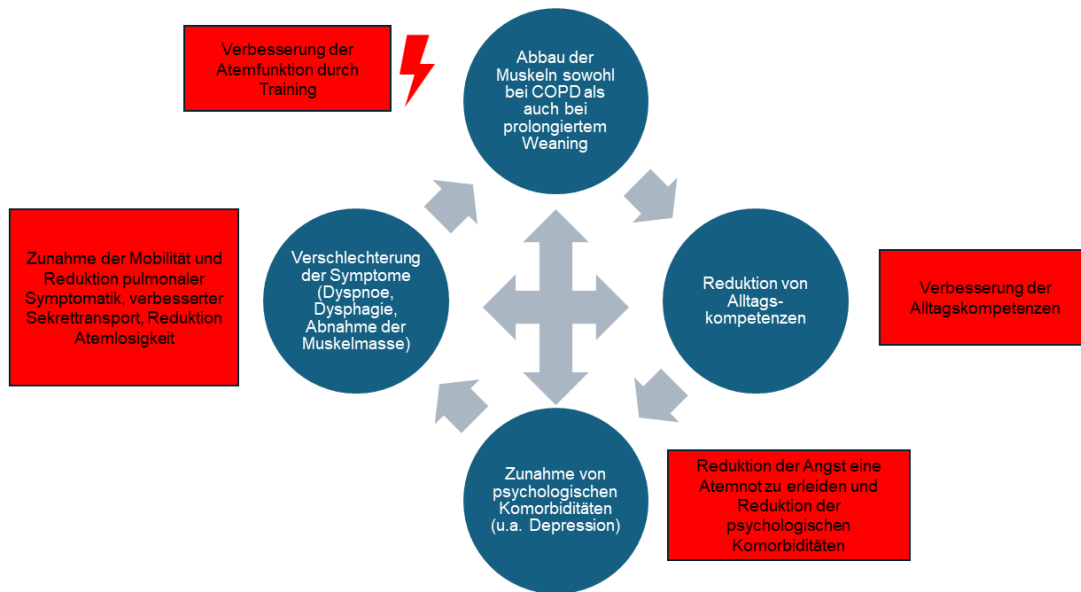 Verbesserung der
Atemfunktion durch
Training
Abbau der
Muskeln sowohl
bei COPD als
auch bei
prolongiertem
Weaning
Zunahme der Mobilität und
Reduktion pulmonaler
Symptomatik, verbesserter
Sekrettransport, Reduktion
Atemlosigkeit
Verschlechterung
der Symptome
(Dyspnoe,
Dysphagie,
Abnahme der
Muskelmasse)
Reduktion von
Alltags-
kompetenzen
Verbesserung der
Alltagskompetenzen
Zunahme von
psychologischen
Komorbiditäten
(u.a. Depression)
Reduktion der Angst eine
Atemnot zu erleiden und
Reduktion der
psychologischen
Komorbiditäten